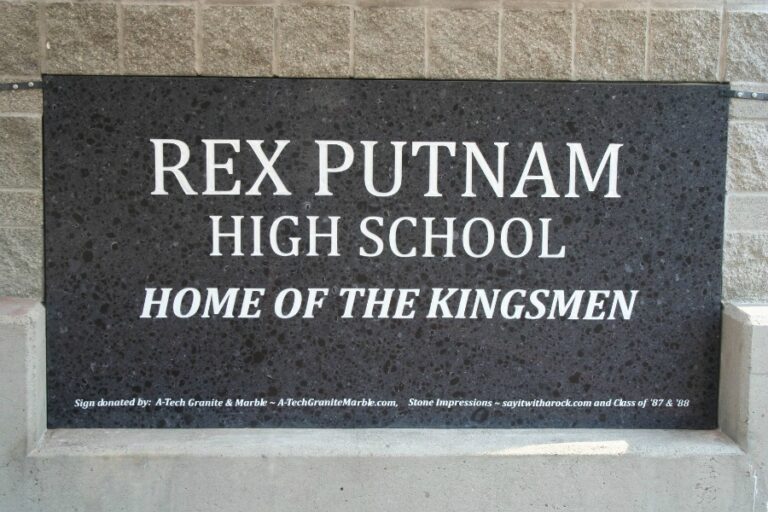 REX PUTNAM
HIGH SCHOOL
HOME OF THE KINGSMEN
Sign donated by: A-Tech Granite & Marble ~ A-TechGraniteMarble.com, Stone Impressions ~ sayitwitharock.com and Class of '87 & '88